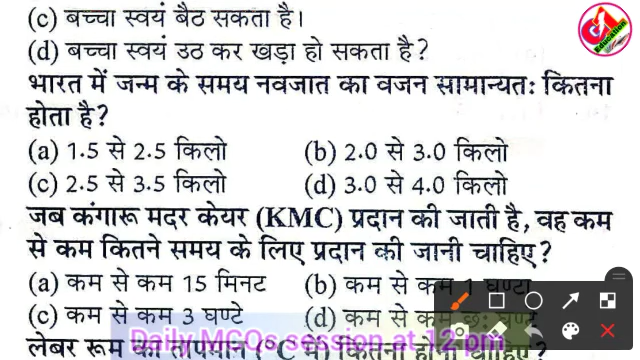 (c) बच्चा स्वयं बैठ सकता है।
(d) बच्चा स्वयं उठ कर खड़ा हो सकता है?
भारत में जन्म के समय नवजात का वजन सामान्यतः कितना
होता है?
(a) 1.5 से 2.5 किलो (b) 2.0 से 3.0 किलो
(c) 2.5 से 3.5 किलो (d) 3.0 से 4.0 किलो
जब कंगारू मदर केयर (KMC) प्रदान की जाती है, वह कम
से कम कितने समय के लिए प्रदान की जानी चाहिए?
(a) कम से कम 15 मिनट (b) कम से कम 1 घण्टा
(c) कम से कम 3 घण्टे (d) कम से कम छः घण्टे
Daily MCQs session at 12 pm
लेबर रूम का तापमान (°C में) कितना होना चाहिए?
Education